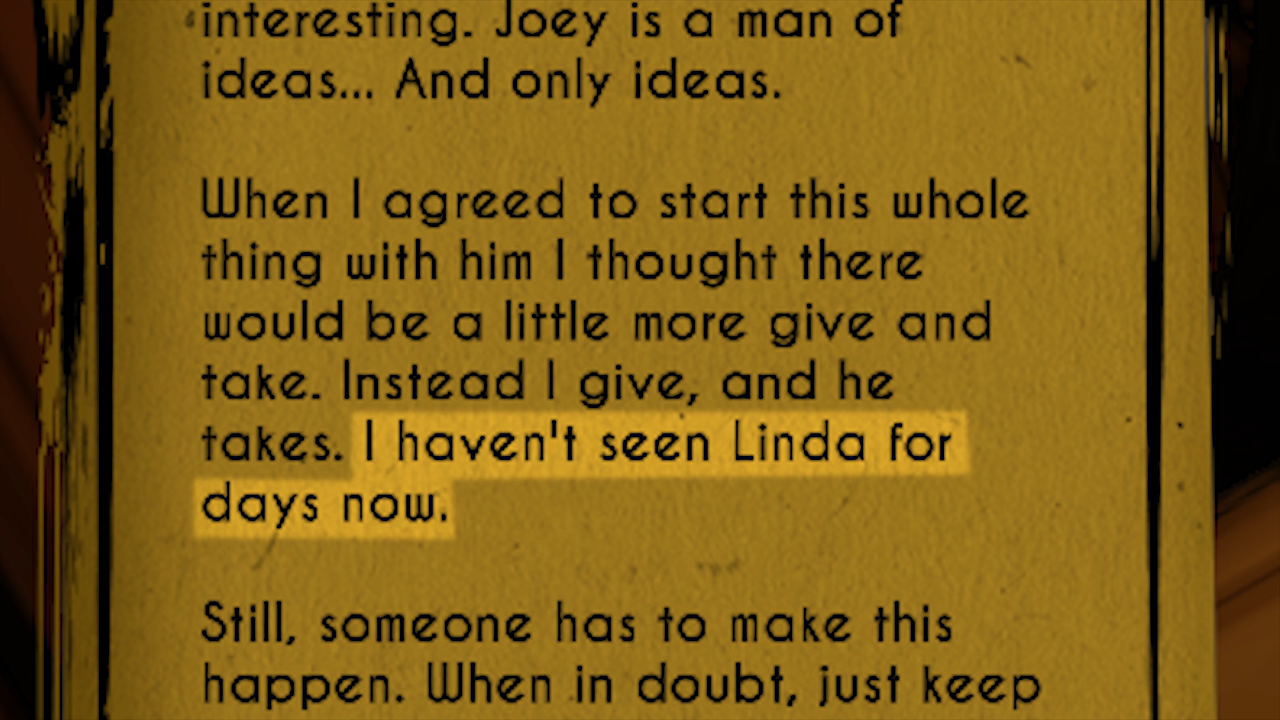 interesting. Joey is a man of
ideas... And only ideas.
When I agreed to start this whole
thing with him I thought there
would be a little more give and
take. Instead I give, and he
takes. I haven't seen Linda for
days now.
Still, someone has to make this
happen. When in doubt, just keep